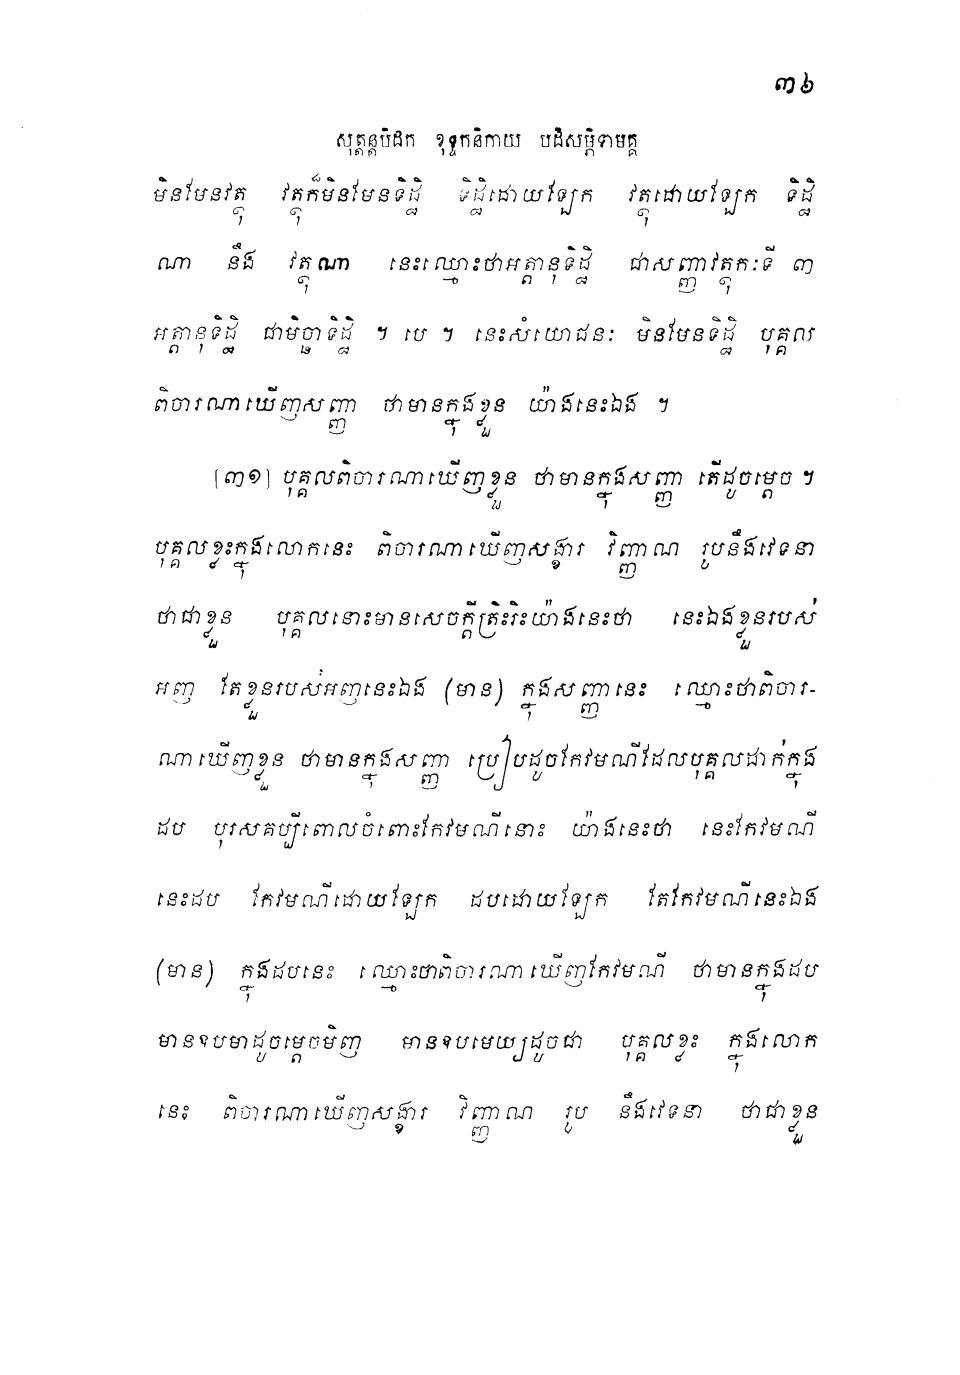 ៣៦
សុត្តន្តបិដក ខុទ្ទកនិកាយ បដិសម្ភិទាមគ្គ
មិនមែនវត្ថុ វត្ថុក៏មិនមែនទិដ្ឋិ ទិដ្ឋិដោយឡែក វត្ថុដោយឡែក ទិដ្ឋិ
ណា នឹង វត្ថុណា នេះឈ្មោះថាអត្តានុទិដ្ឋិ ជាសញ្ញាវត្ថុកៈទី ៣
អត្តានុទិដ្ឋិ ជាមិច្ឆាទិដ្ឋិ ។ បេ ។ នេះសំយោជនៈ មិនមែនទិដ្ឋិ បុគ្គល
ពិចារណាឃើញសញ្ញា ថាមានក្នុងខ្លួន យ៉ាងនេះឯង ។
[៣១] បុគ្គលពិចារណាឃើញខ្លួន ថាមានក្នុងសញ្ញា តើដូចម្តេច ។
បុគ្គលខ្លះក្នុងលោកនេះ ពិចារណាឃើញសង្ខារ វិញ្ញាណ រូបនឹងវេទនា
ថាជាខ្លួន បុគ្គលនោះមានសេចក្តីត្រិះរិះយ៉ាងនេះថា នេះឯងខ្លួនរបស់
អញ តែខ្លួនរបស់អញនេះឯង (មាន) ក្នុងសញ្ញានេះ ឈ្មោះថាពិចារ-
ណាឃើញខ្លួន ថាមានក្នុងសញ្ញា ប្រៀបដូចកែវមណីដែលបុគ្គលដាក់ក្នុង
ដប បុរសគប្បីពោលចំពោះកែវមណីនោះ យ៉ាងនេះថា នេះកែវមណី
នេះដប កែវមណីដោយឡែក ដបដោយឡែក តែកែវមណីនេះឯង
(មាន) ក្នុងដបនេះ ឈ្មោះថាពិចារណាឃើញកែវមណី ថាមានក្នុងដប
មានឧបមាដូចម្តេចមិញ មានឧបមេយ្យដូចជា បុគ្គលខ្លះ ក្នុងលោក
នេះ ពិចារណាឃើញសង្ខារ វិញ្ញាណ រូប នឹងវេទនា ថាជាខ្លួន